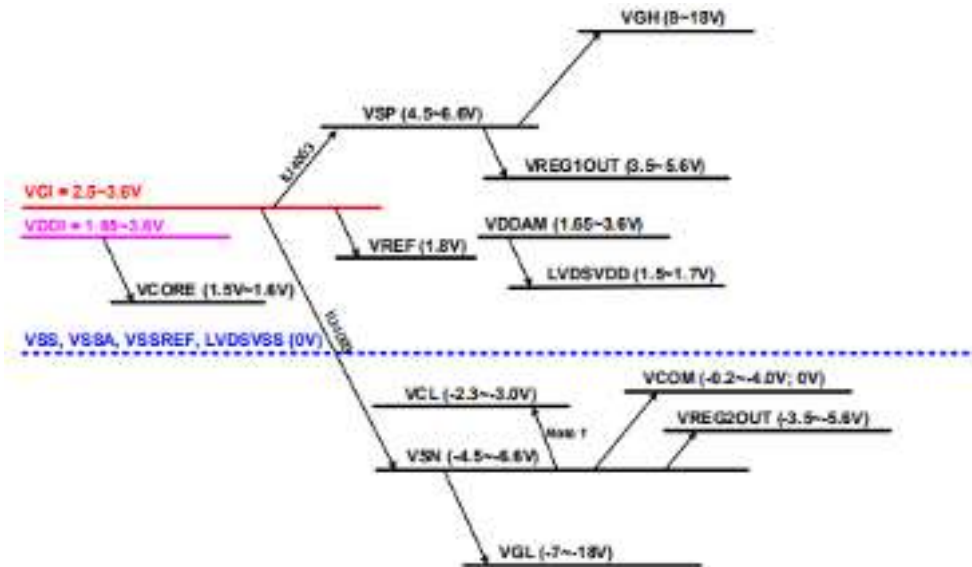 VGH (8~18V)
VSP (4.5~6.6V)
VREG1OUT (3.5~5.6V)
VCI = 2.5~3.6V
VDDI = 1.65~3.6V
VREF (1.8V)
VDDAM (1.65~3.6V)
LVDSVDD (1.5~1.7V)
VCORE (1.5V~1.6V)
VSS, VSSA, VSSREF, LVDSVSS (0V)
VCL (-2.3~-3.0V)
VCOM (-0.2~-4.0V; 0V)
VREG2OUT (-3.5~-5.6V)
Note 1
VSN (-4.5~-6.6V)
VGL (-7~-18V)